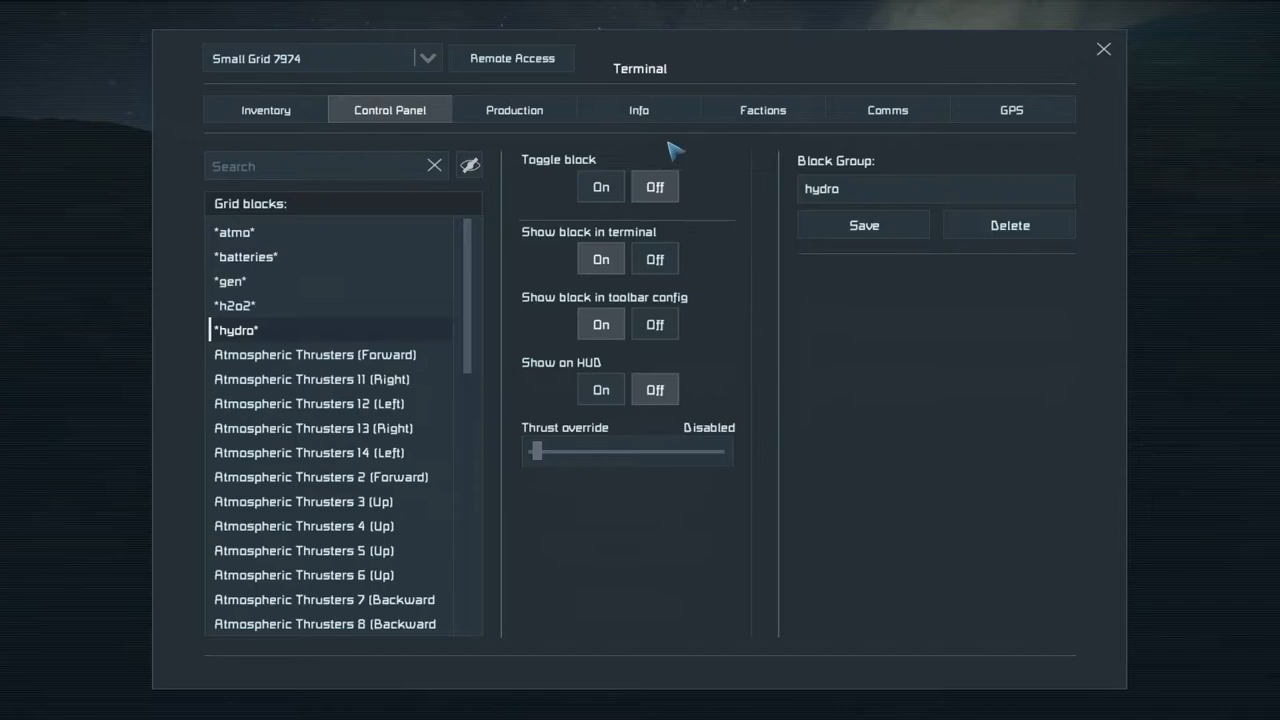 Small Grid 7974
Remote Access
Terminal
Inventory
Control Panel
Production
Info
Factions
Comms
GPS
Search
Grid blocks:
*atmo*
*batteries*
*gen*
*h2o2*
*hydro*
Atmospheric Thrusters (Forward)
Atmospheric Thrusters 11 (Right)
Atmospheric Thrusters 12 (Left)
Atmospheric Thrusters 13 (Right)
Atmospheric Thrusters 14 (Left)
Atmospheric Thrusters 2 (Forward)
Atmospheric Thrusters 3 (Up)
Atmospheric Thrusters 4 (Up)
Atmospheric Thrusters 5 (Up)
Atmospheric Thrusters 6 (Up)
Atmospheric Thrusters 7 (Backward
Atmospheric Thrusters 8 (Backward
Toggle block
On Off
Show block in terminal
On Off
Show block in toolbar config
On Off
Show on HUD
On Off
Thrust override Disabled
Block Group:
hydro
Save
Delete